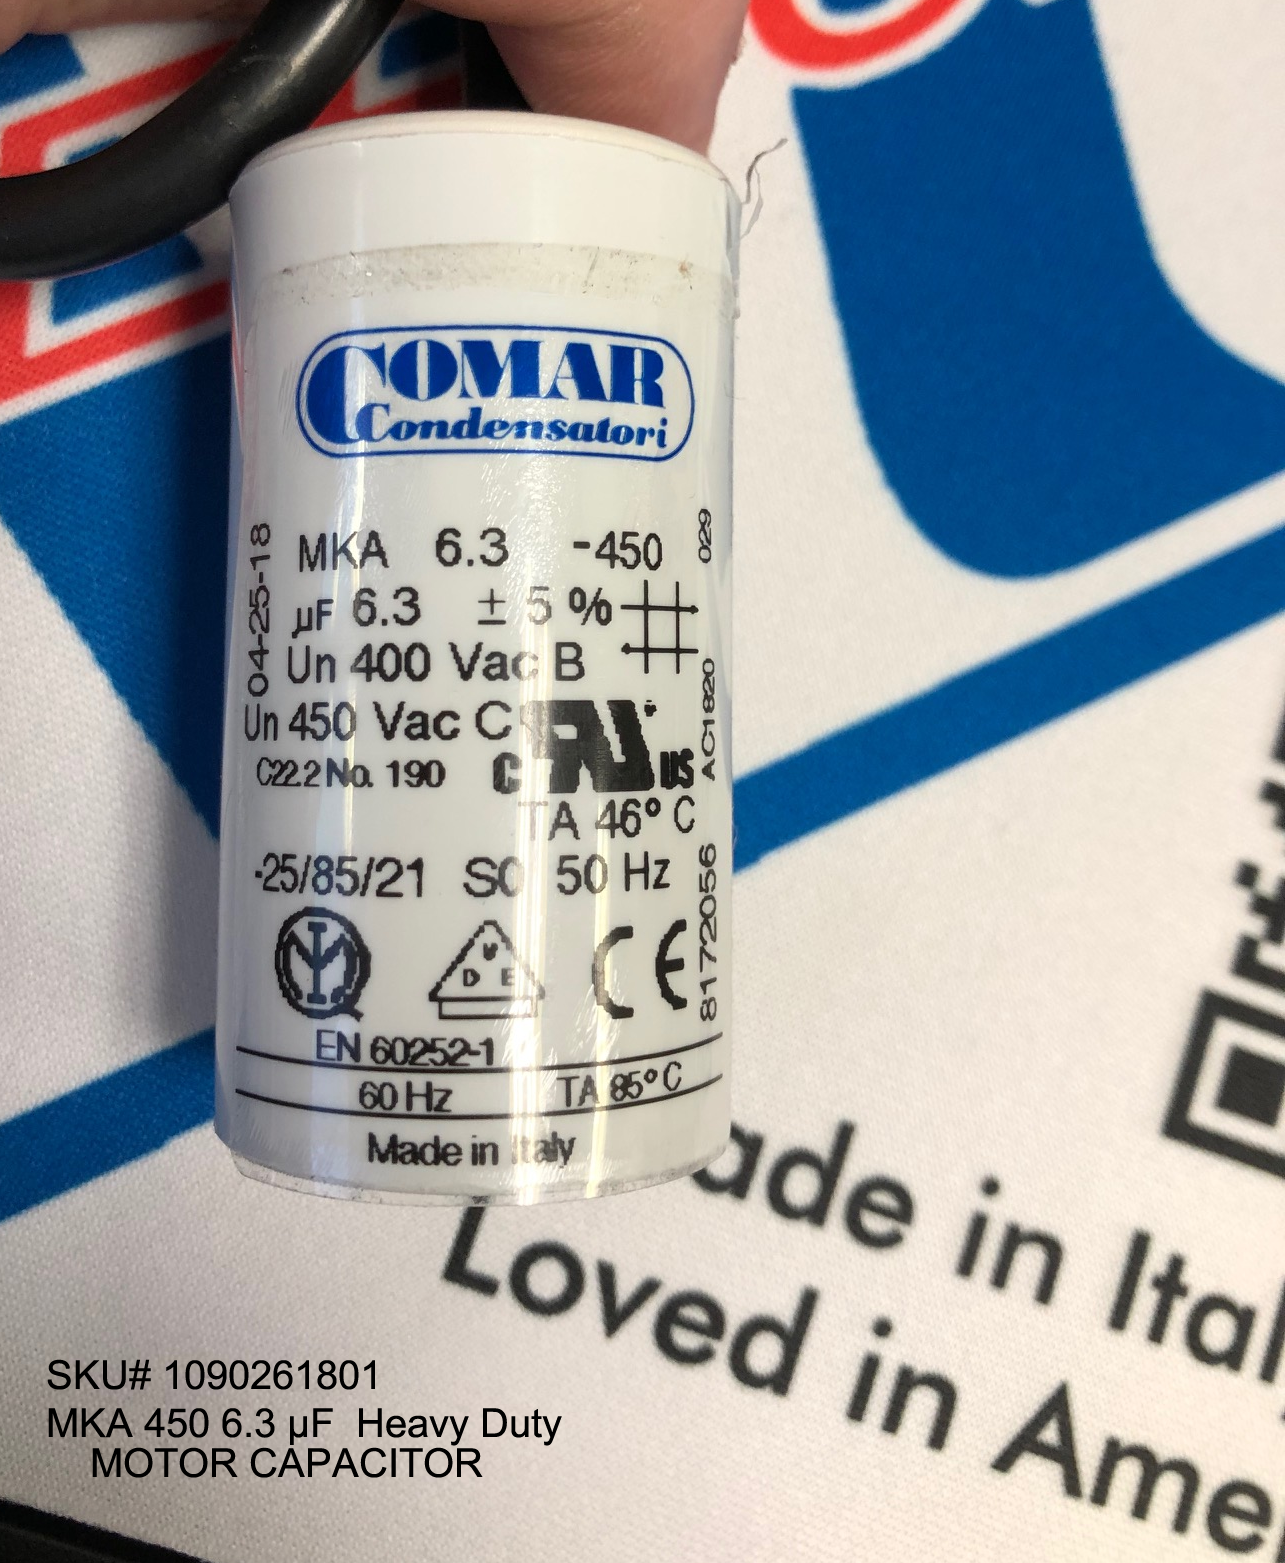 COMAR
Condensatori
MKA 6.3 -450
µF 6.3 ± 5 %
Un 400 Vac B
Un 450 Vac C
C22.2 No. 190
C US
TA 46° C
-25/85/21 50 Hz
V
D E
CE
EN 60252-1
60 Hz TA 85° C
Made in Italy
04-25-18
029
AC1820
8172056
ade in Ital
Loved in Ame
SKU# 1090261801
MKA 450 6.3 µF Heavy Duty
MOTOR CAPACITOR